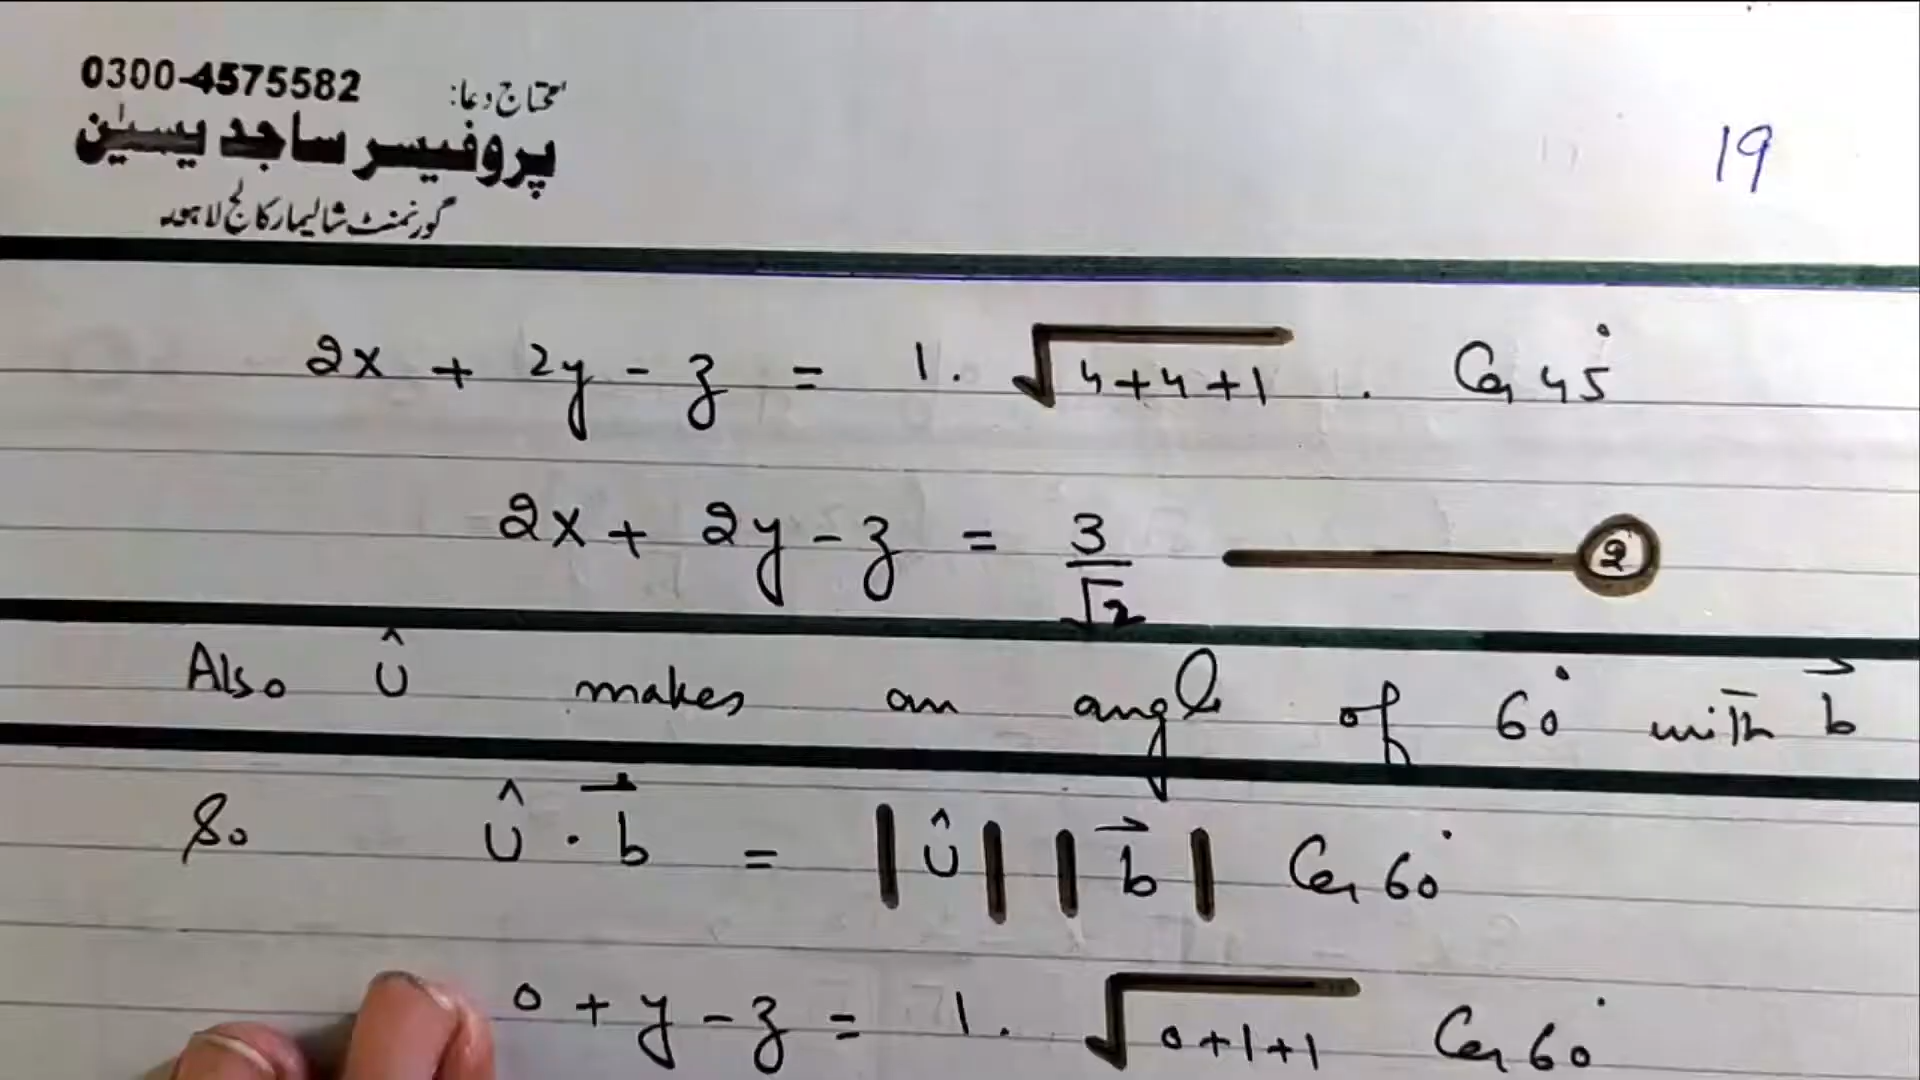 0300-4575582 محتاج دعا:
پروفیسر ساجد یسین
گورنمنٹ شالیمار کالج لاہور
19
2x + 2y - z = 1. √4+4+1 . Cos 45°
2x + 2y - z = 3/√2 ② 
Also û makes an angle of 60° with b⃗
So û · b⃗ = |û| |b⃗| Cos 60°
0 + y - z = 1. √0+1+1 Cos 60°